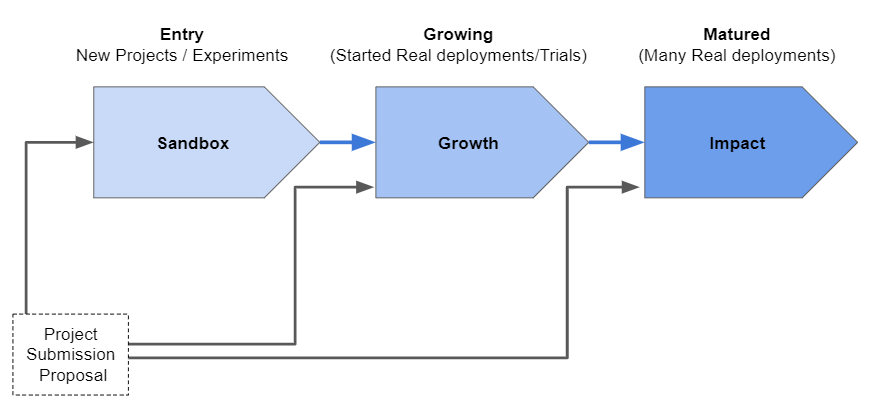 Entry
New Projects / Experiments
Growing
(Started Real deployments/Trials)
Matured
(Many Real deployments)
Sandbox
Growth
Impact
Project
Submission
Proposal